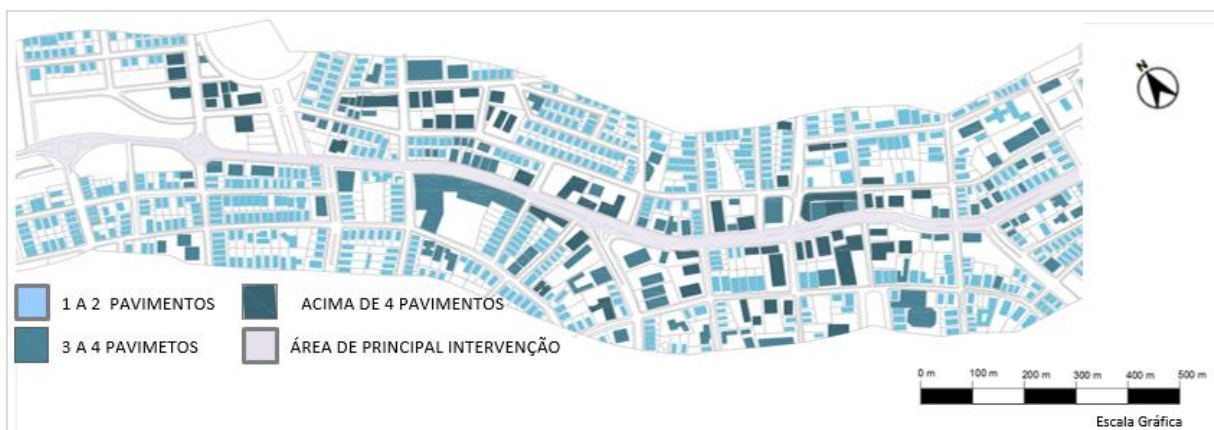 N
1 A 2 PAVIMENTOS
ACIMA DE 4 PAVIMENTOS
3 A 4 PAVIMETOS
ÁREA DE PRINCIPAL INTERVENÇÃO
0 m 100 m 200 m 300 m 400 m 500 m
Escala Gráfica